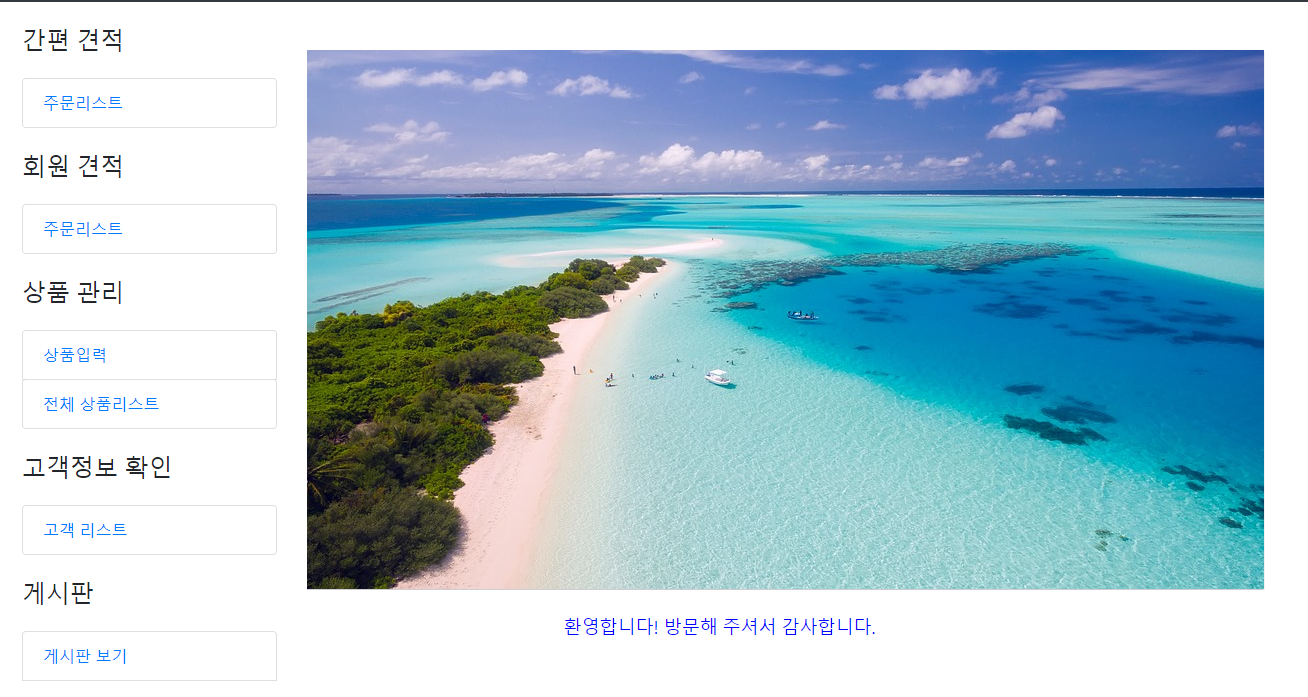 간편 견적
주문리스트
회원 견적
주문리스트
상품 관리
상품입력
전체 상품리스트
고객정보 확인
고객 리스트
게시판
게시판 보기
환영합니다! 방문해 주셔서 감사합니다.